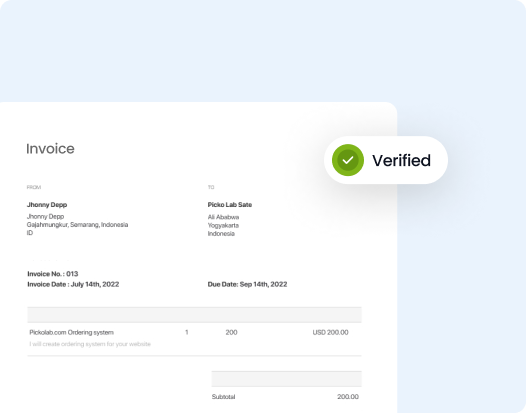 Invoice
Verified
FROM
TO
Jhonny Depp
Picko Lab Sate
Jhonny Depp
Ali Ababwa
Gajahmungkur, Semarang, Indonesia
Yogyakarta
ID
Indonesia
Invoice No. : 013
Invoice Date : July 14th, 2022
Due Date: Sep 14th, 2022
Pickolab.com Ordering system 1 200 USD 200.00
I will create ordering system for your website
Subtotal 200.00